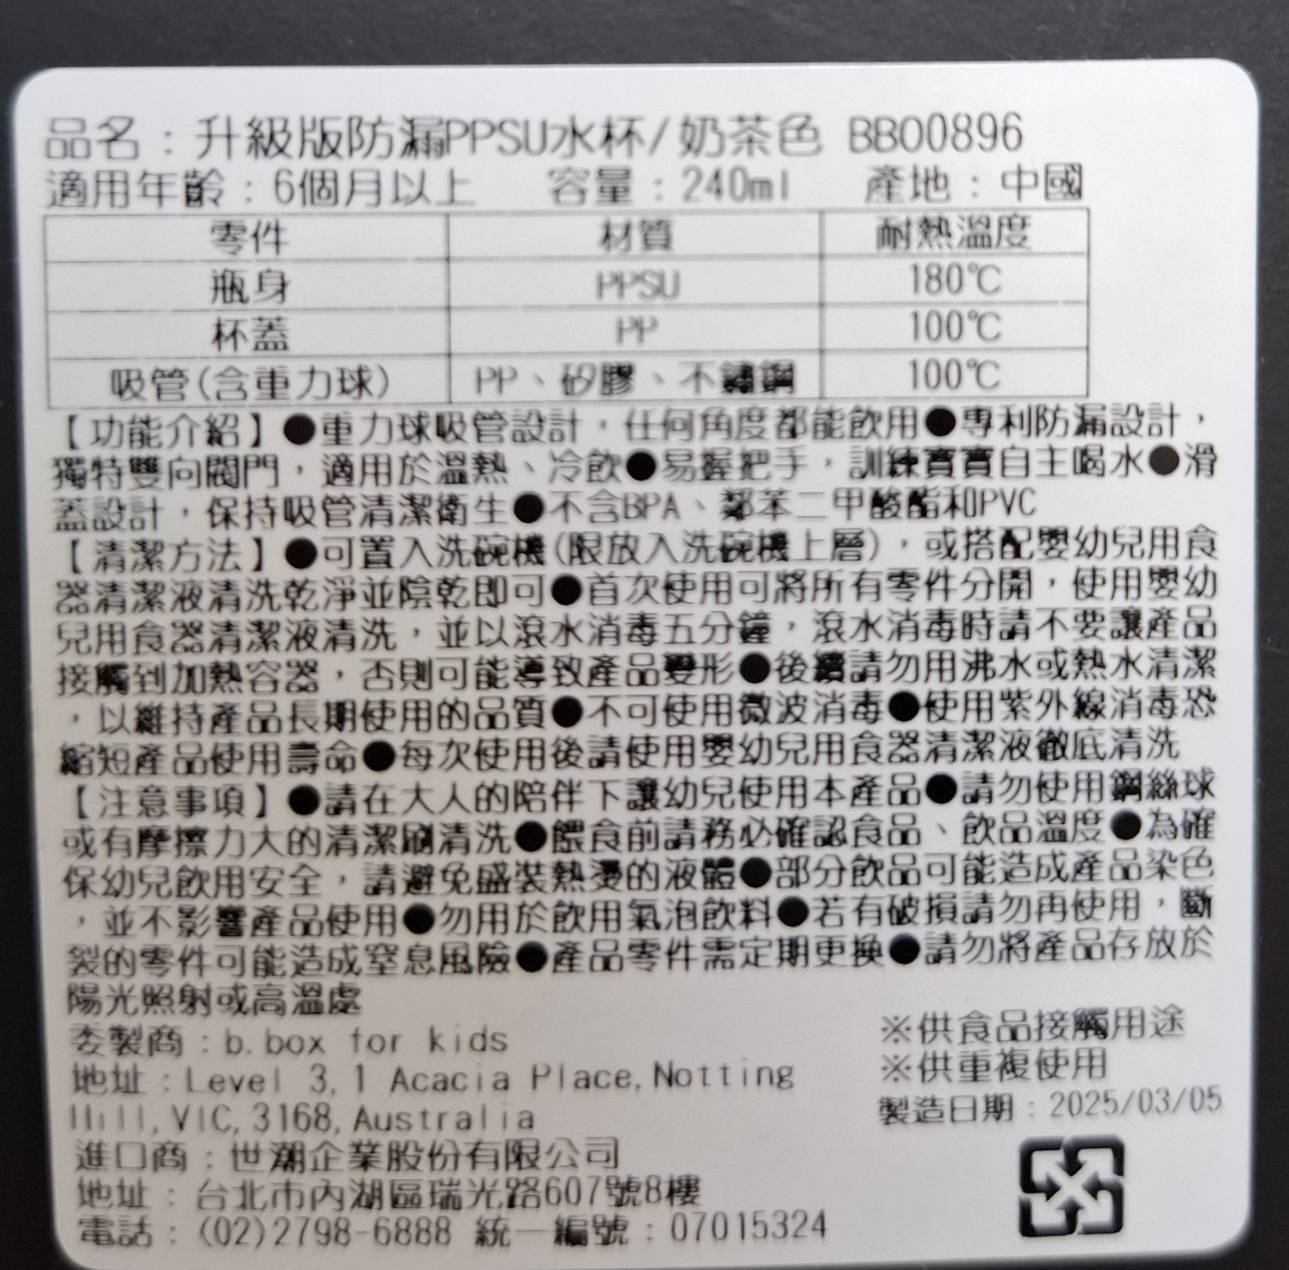 品名：升級版防漏PPSU水杯/奶茶色 BB00896
適用年齡：6個月以上 容量：240ml 產地：中國
零件 材質 耐熱溫度
瓶身 PPSU 180℃
杯蓋 PP 100℃
吸管(含重力球) PP、矽膠、不鏽鋼 100℃
【功能介紹】●重力球吸管設計，任何角度都能飲用●專利防漏設計，
獨特雙向閥門，適用於溫熱、冷飲●易握把手，訓練寶寶自主喝水●滑
蓋設計，保持吸管清潔衛生●不含BPA、鄰苯二甲酸酯和PVC
【清潔方法】●可置入洗碗機(限放入洗碗機上層)，或搭配嬰幼兒用食
器清潔液清洗乾淨並陰乾即可●首次使用可將所有零件分開，使用嬰幼
兒用食器清潔液清洗，並以滾水消毒五分鐘，滾水消毒時請不要讓產品
接觸到加熱容器，否則可能導致產品變形●後續請勿用沸水或熱水清潔
，以維持產品長期使用的品質●不可使用微波消毒●使用紫外線消毒恐
縮短產品使用壽命●每次使用後請使用嬰幼兒用食器清潔液徹底清洗
【注意事項】●請在大人的陪伴下讓幼兒使用本產品●請勿使用鋼絲球
或有摩擦力大的清潔刷清洗●餵食前請務必確認食品、飲品溫度●為確
保幼兒飲用安全，請避免盛裝熱燙的液體●部分飲品可能造成產品染色
，並不影響產品使用●勿用於飲用氣泡飲料●若有破損請勿再使用，斷
裂的零件可能造成窒息風險●產品零件需定期更換●請勿將產品存放於
陽光照射或高溫處
委製商：b.box for kids
地址：Level 3,1 Acacia Place,Notting
Hill,VIC,3168,Australia
進口商：世潮企業股份有限公司
地址：台北市內湖區瑞光路607號8樓
電話：(02)2798-6888 統一編號：07015324
※供食品接觸用途
※供重複使用
製造日期：2025/03/05